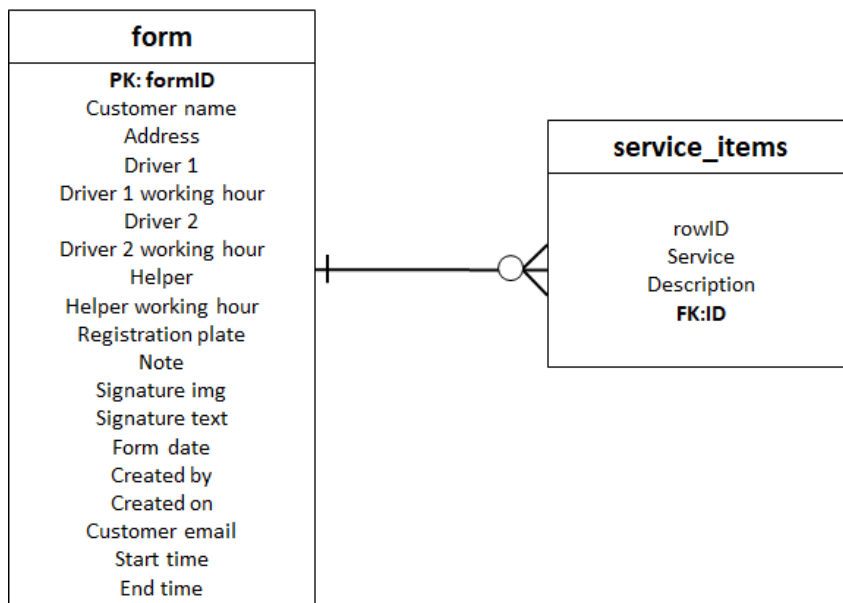 form
PK: formID
Customer name
Address
Driver 1
Driver 1 working hour
Driver 2
Driver 2 working hour
Helper
Helper working hour
Registration plate
Note
Signature img
Signature text
Form date
Created by
Created on
Customer email
Start time
End time
service_items
rowID
Service
Description
FK:ID